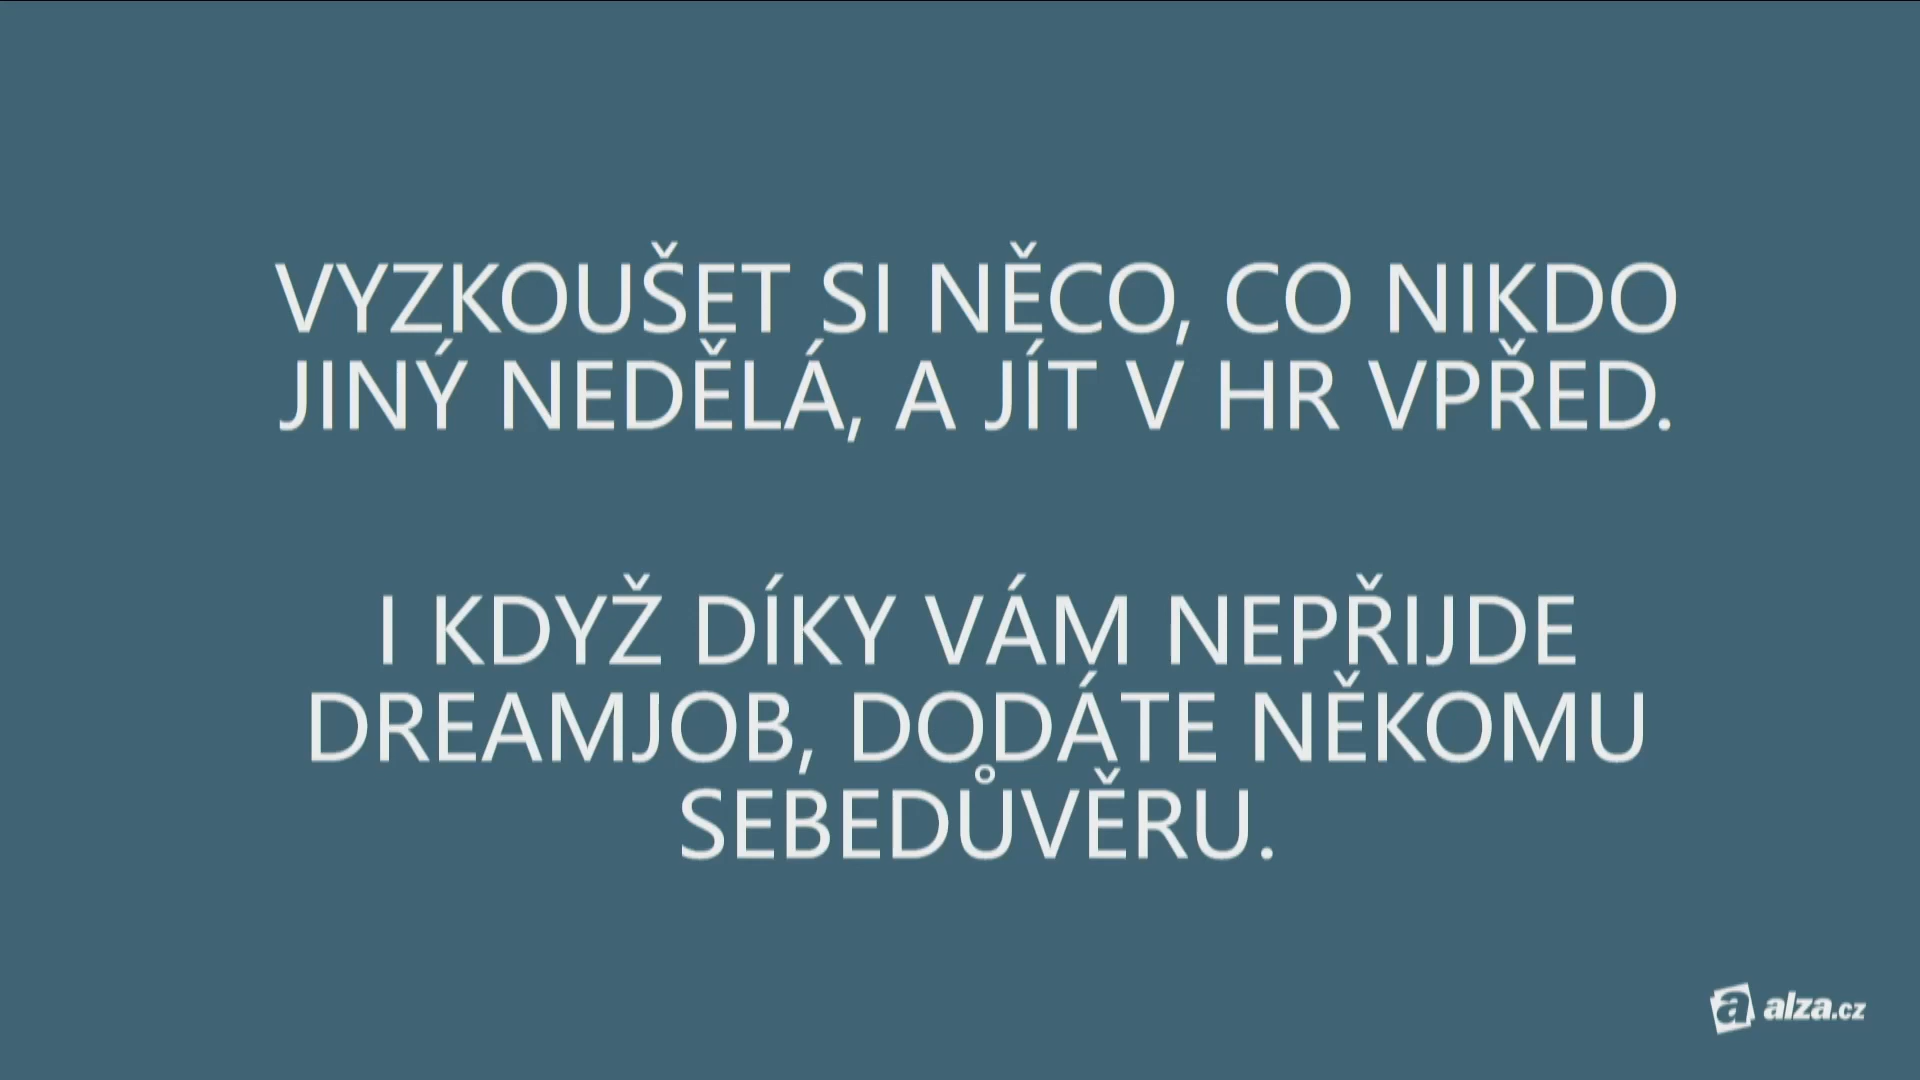 VYZKOUŠET SI NĚCO, CO NIKDO
JINÝ NEDĚLÁ, A JÍT V HR VPŘED.
I KDYŽ DÍKY VÁM NEPŘIJDE
DREAMJOB, DODÁTE NĚKOMU
SEBEDŮVĚRU.
a alza.cz